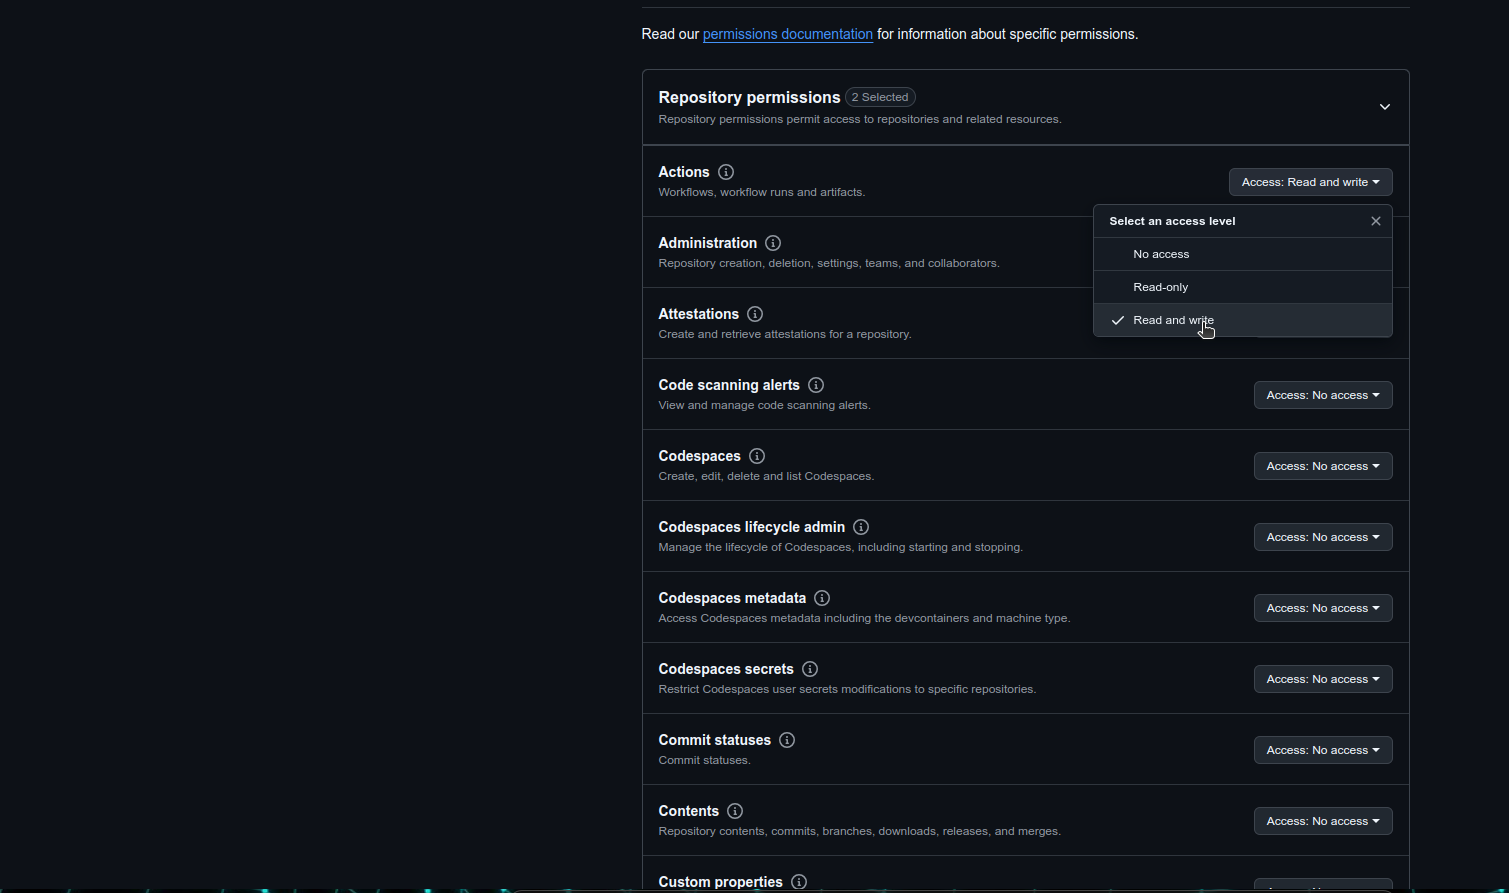 Read our permissions documentation for information about specific permissions.
Repository permissions 2 Selected
Repository permissions permit access to repositories and related resources.
Actions
Workflows, workflow runs and artifacts.
Access: Read and write
Select an access level
No access
Read-only
Read and write
Administration
Repository creation, deletion, settings, teams, and collaborators.
Attestations
Create and retrieve attestations for a repository.
Code scanning alerts
View and manage code scanning alerts.
Access: No access
Codespaces
Create, edit, delete and list Codespaces.
Access: No access
Codespaces lifecycle admin
Manage the lifecycle of Codespaces, including starting and stopping.
Access: No access
Codespaces metadata
Access Codespaces metadata including the devcontainers and machine type.
Access: No access
Codespaces secrets
Restrict Codespaces user secrets modifications to specific repositories.
Access: No access
Commit statuses
Commit statuses.
Access: No access
Contents
Repository contents, commits, branches, downloads, releases, and merges.
Access: No access
Custom properties